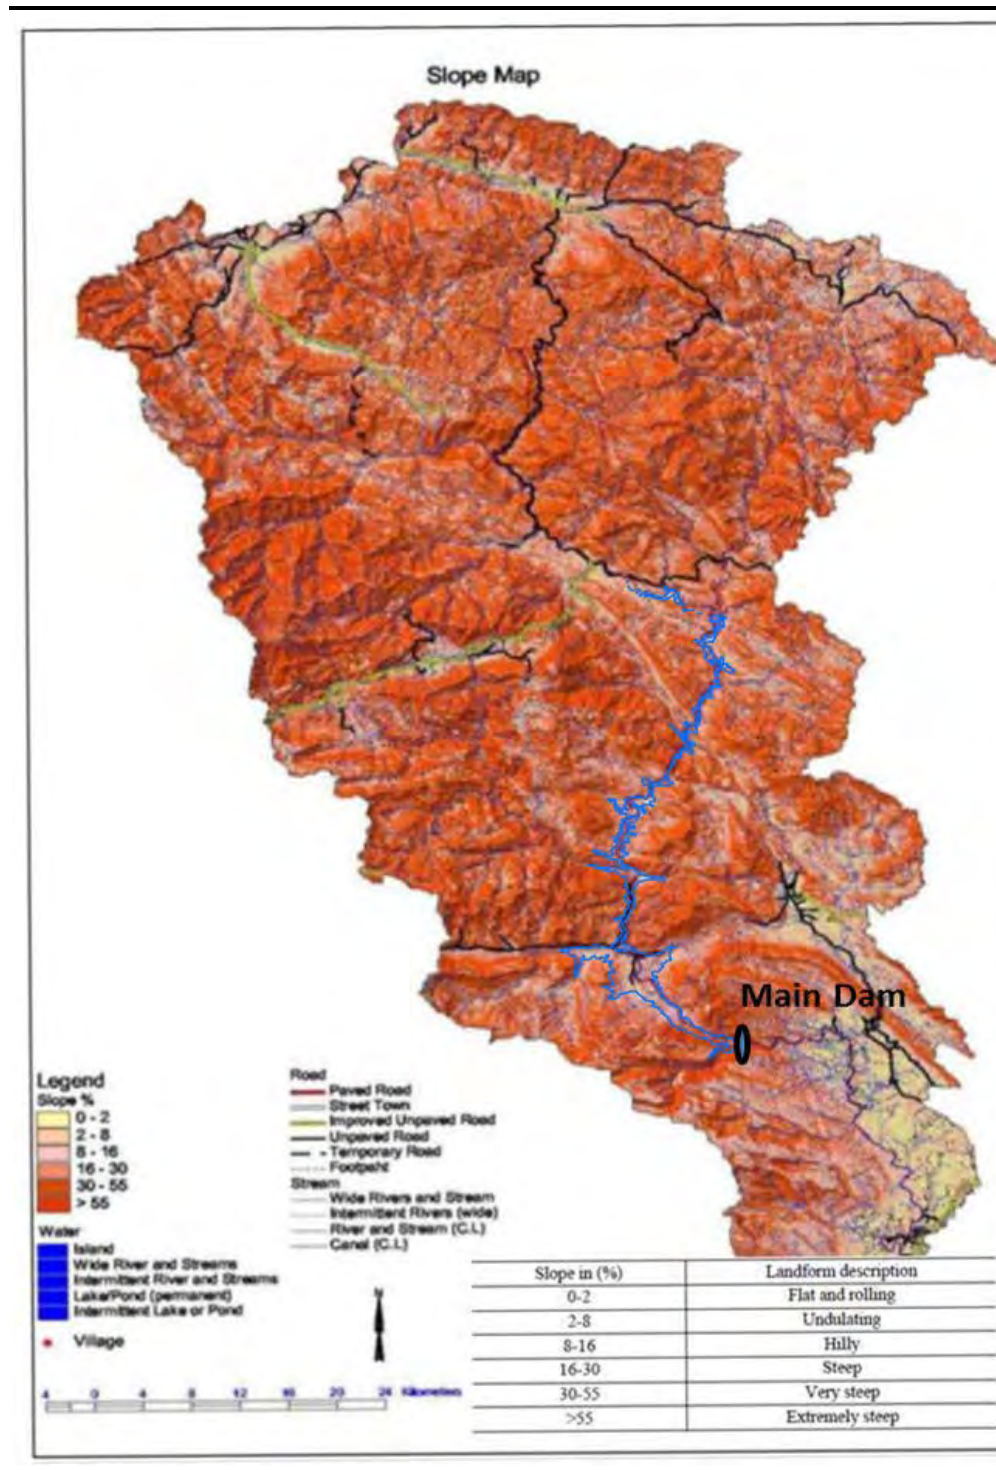 Slope Map
Main Dam
Legend
Slope %
0 - 2
2 - 8
8 - 16
16 - 30
30 - 55
> 55
Water
Island
Wide River and Streams
Intermittent River and Streams
Lake/Pond (permanent)
Intermittent Lake or Pond
Village
Road
Paved Road
Street Town
Improved Unpaved Road
Unpaved Road
Temporary Road
Footpaht
Stream
Wide Rivers and Stream
Intermittent Rivers (wide)
River and Stream (C.L)
Canal (C.L)
N
4 0 4 8 12 16 20 24 Kilometers
Slope in (%) Landform description
0-2 Flat and rolling
2-8 Undulating
8-16 Hilly
16-30 Steep
30-55 Very steep
>55 Extremely steep